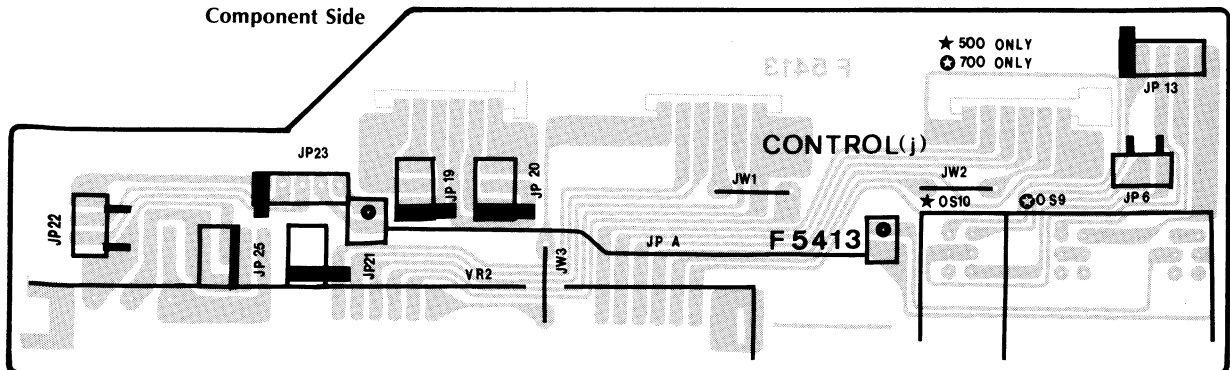 Component Side
★ 500 ONLY
✪ 700 ONLY
F 5413
JP 13
CONTROL(j)
JP23
JP 19
JP 20
JW1
JW2
JP 6
★ OS10
✪ OS9
JP22
JP 25
JP21
VR2
JW3
JP A
F 5413